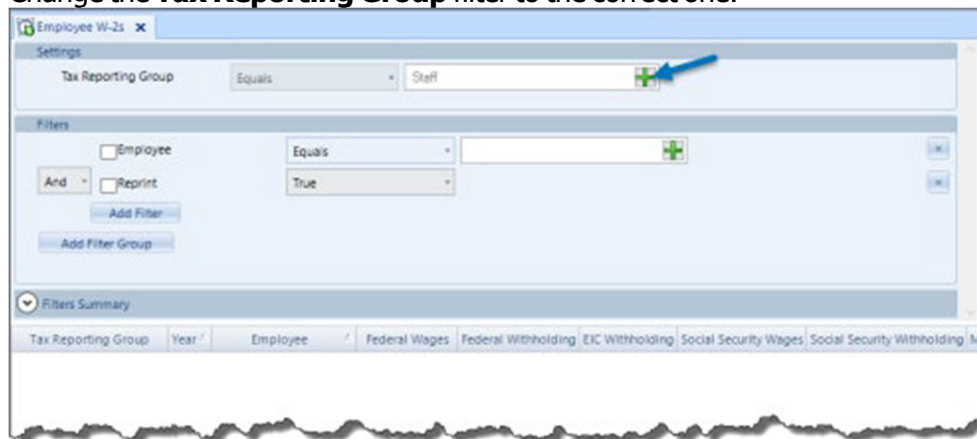 Change the Tax Reporting Group filter to the correct one.
Employee W-2s x
Settings
Tax Reporting Group Equals Staff
Filters
Employee Equals
And Reprint True
Add Filter
Add Filter Group
Filters Summary
Tax Reporting Group Year Employee Federal Wages Federal Withholding EIC Withholding Social Security Wages Social Security Withholding M